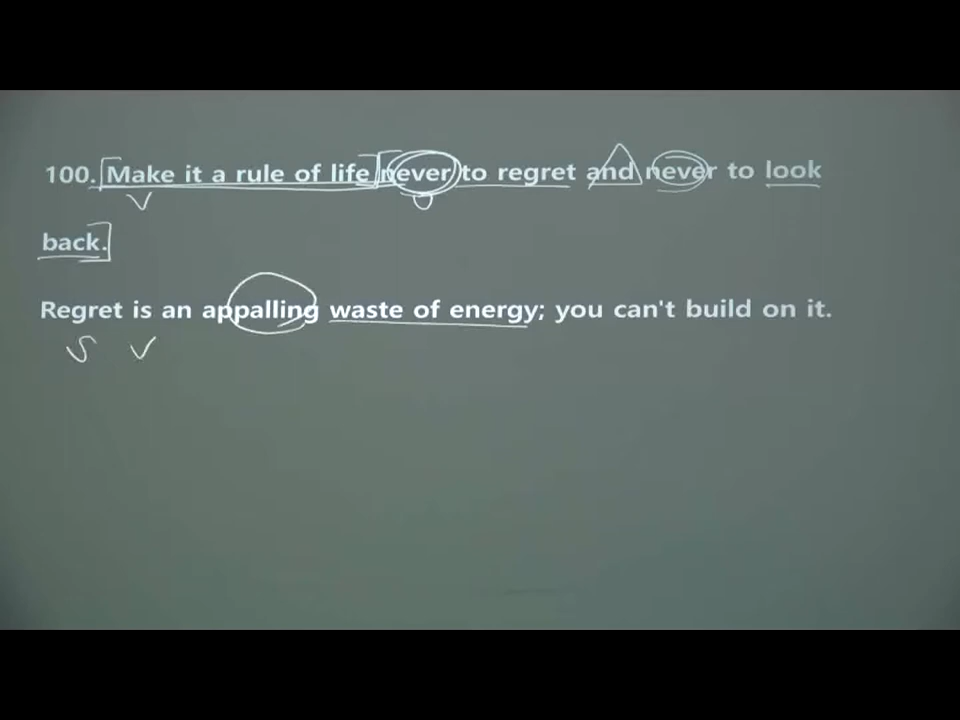 100. Make it a rule of life never to regret and never to look
back.
Regret is an appalling waste of energy; you can't build on it.
V
S V